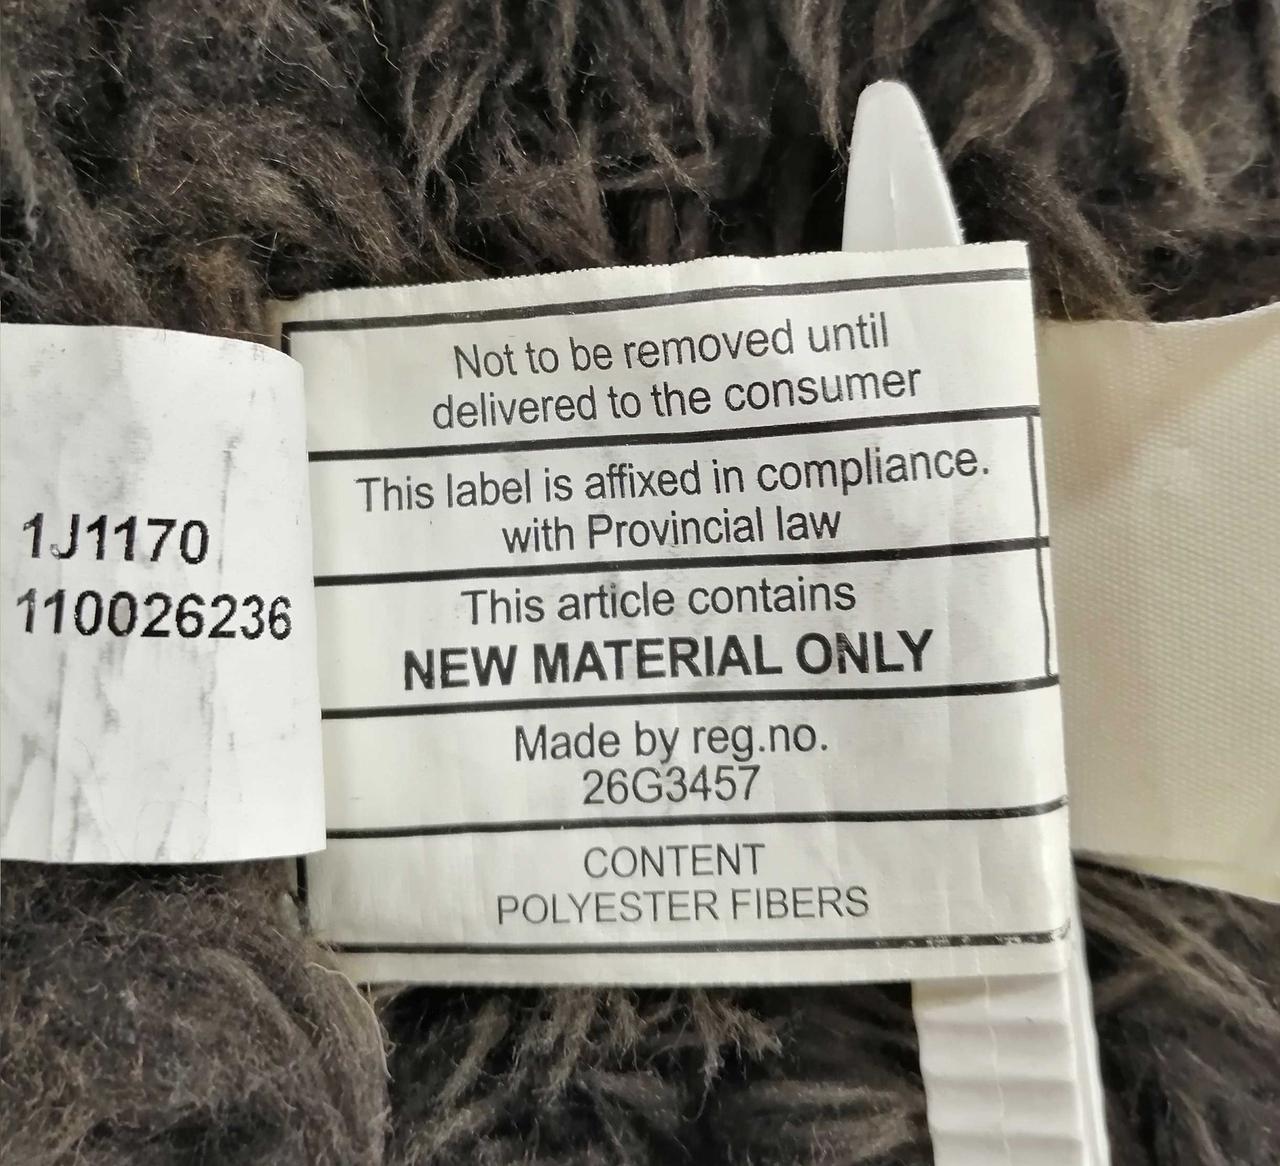 1J1170
110026236
Not to be removed until
delivered to the consumer
This label is affixed in compliance.
with Provincial law
This article contains
NEW MATERIAL ONLY
Made by reg.no.
26G3457
CONTENT
POLYESTER FIBERS